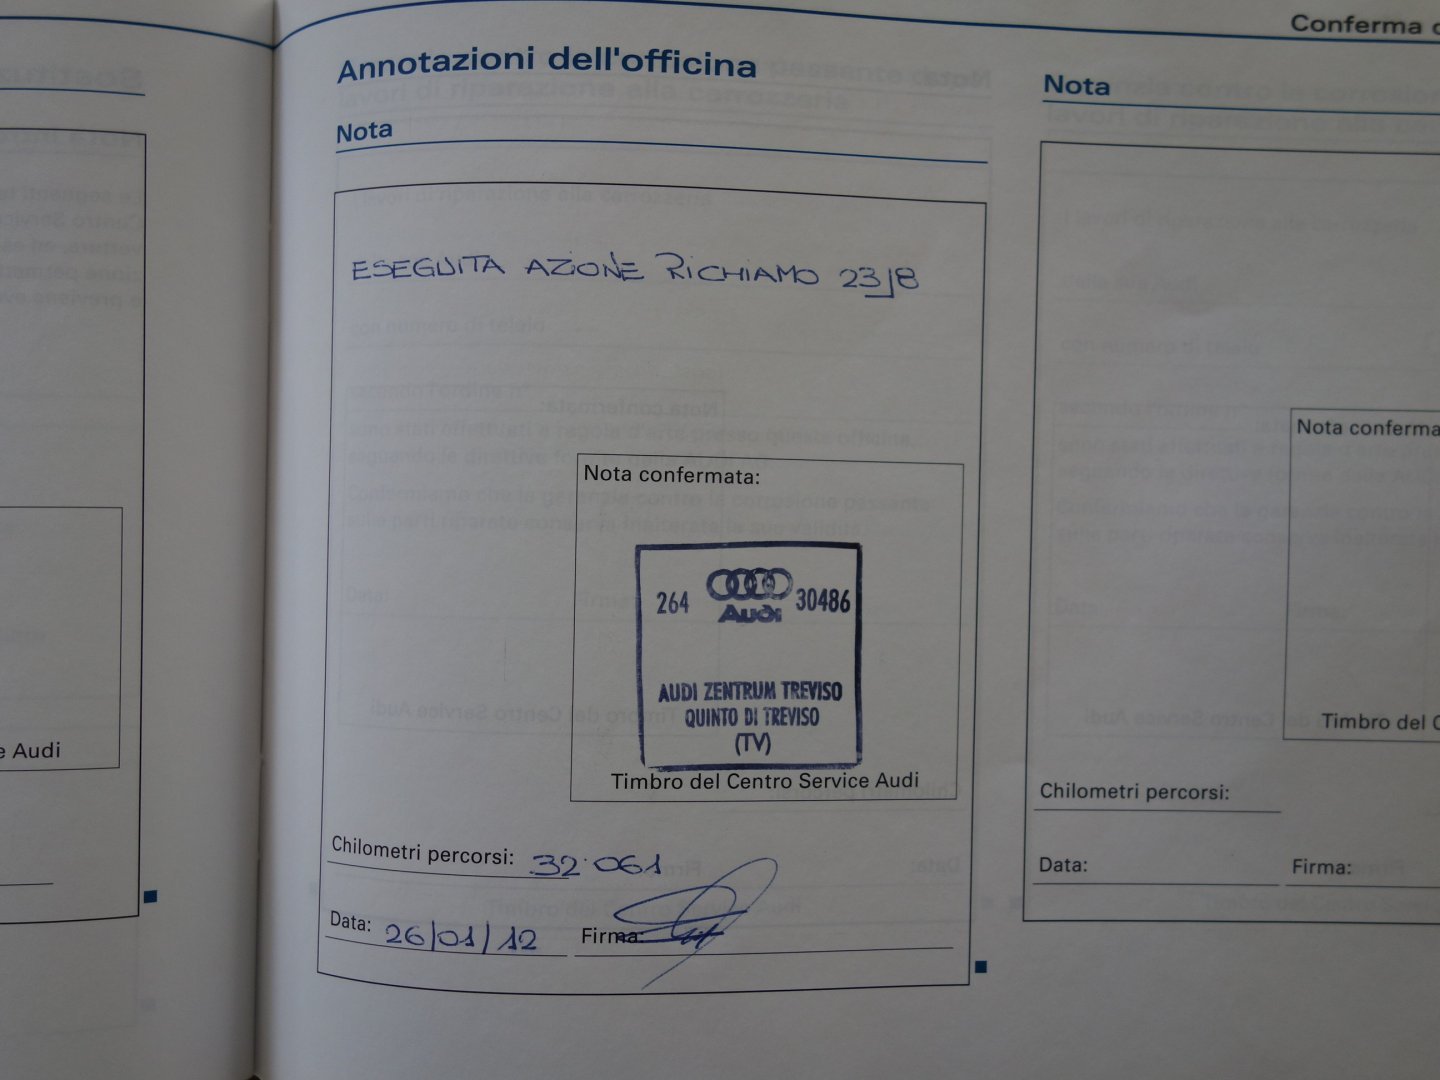 Conferma
Annotazioni dell'officina
Nota
ESEGUITA AZIONE RICHIAMO 23J8
Nota confermata:
264 Audi 30486
AUDI ZENTRUM TREVISO
QUINTO DI TREVISO
(TV)
Timbro del Centro Service Audi
Chilometri percorsi: 32.061
Data: 26/01/12 Firma:
Nota
Nota conferma
Timbro del C
Chilometri percorsi:
Data: Firma:
e Audi